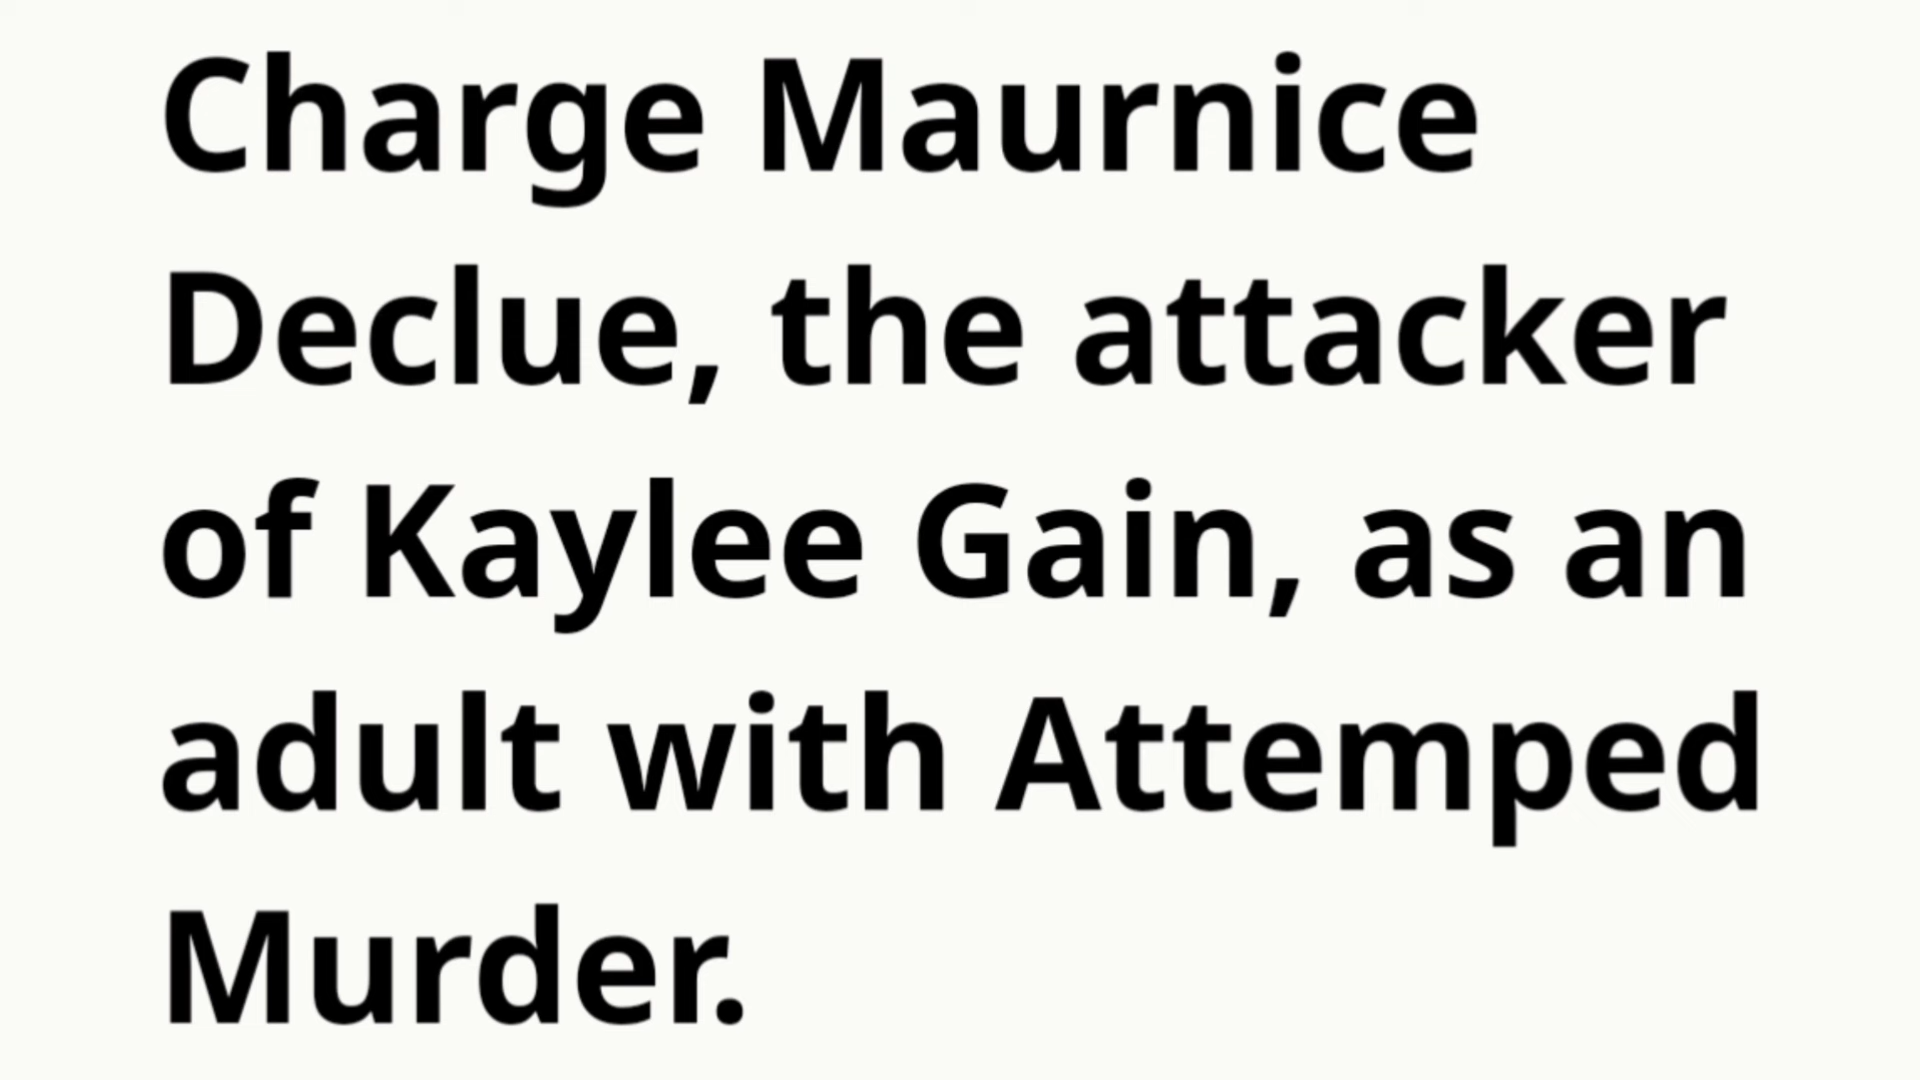 Charge Maurnice
Declue, the attacker
of Kaylee Gain, as an
adult with Attemped
Murder.